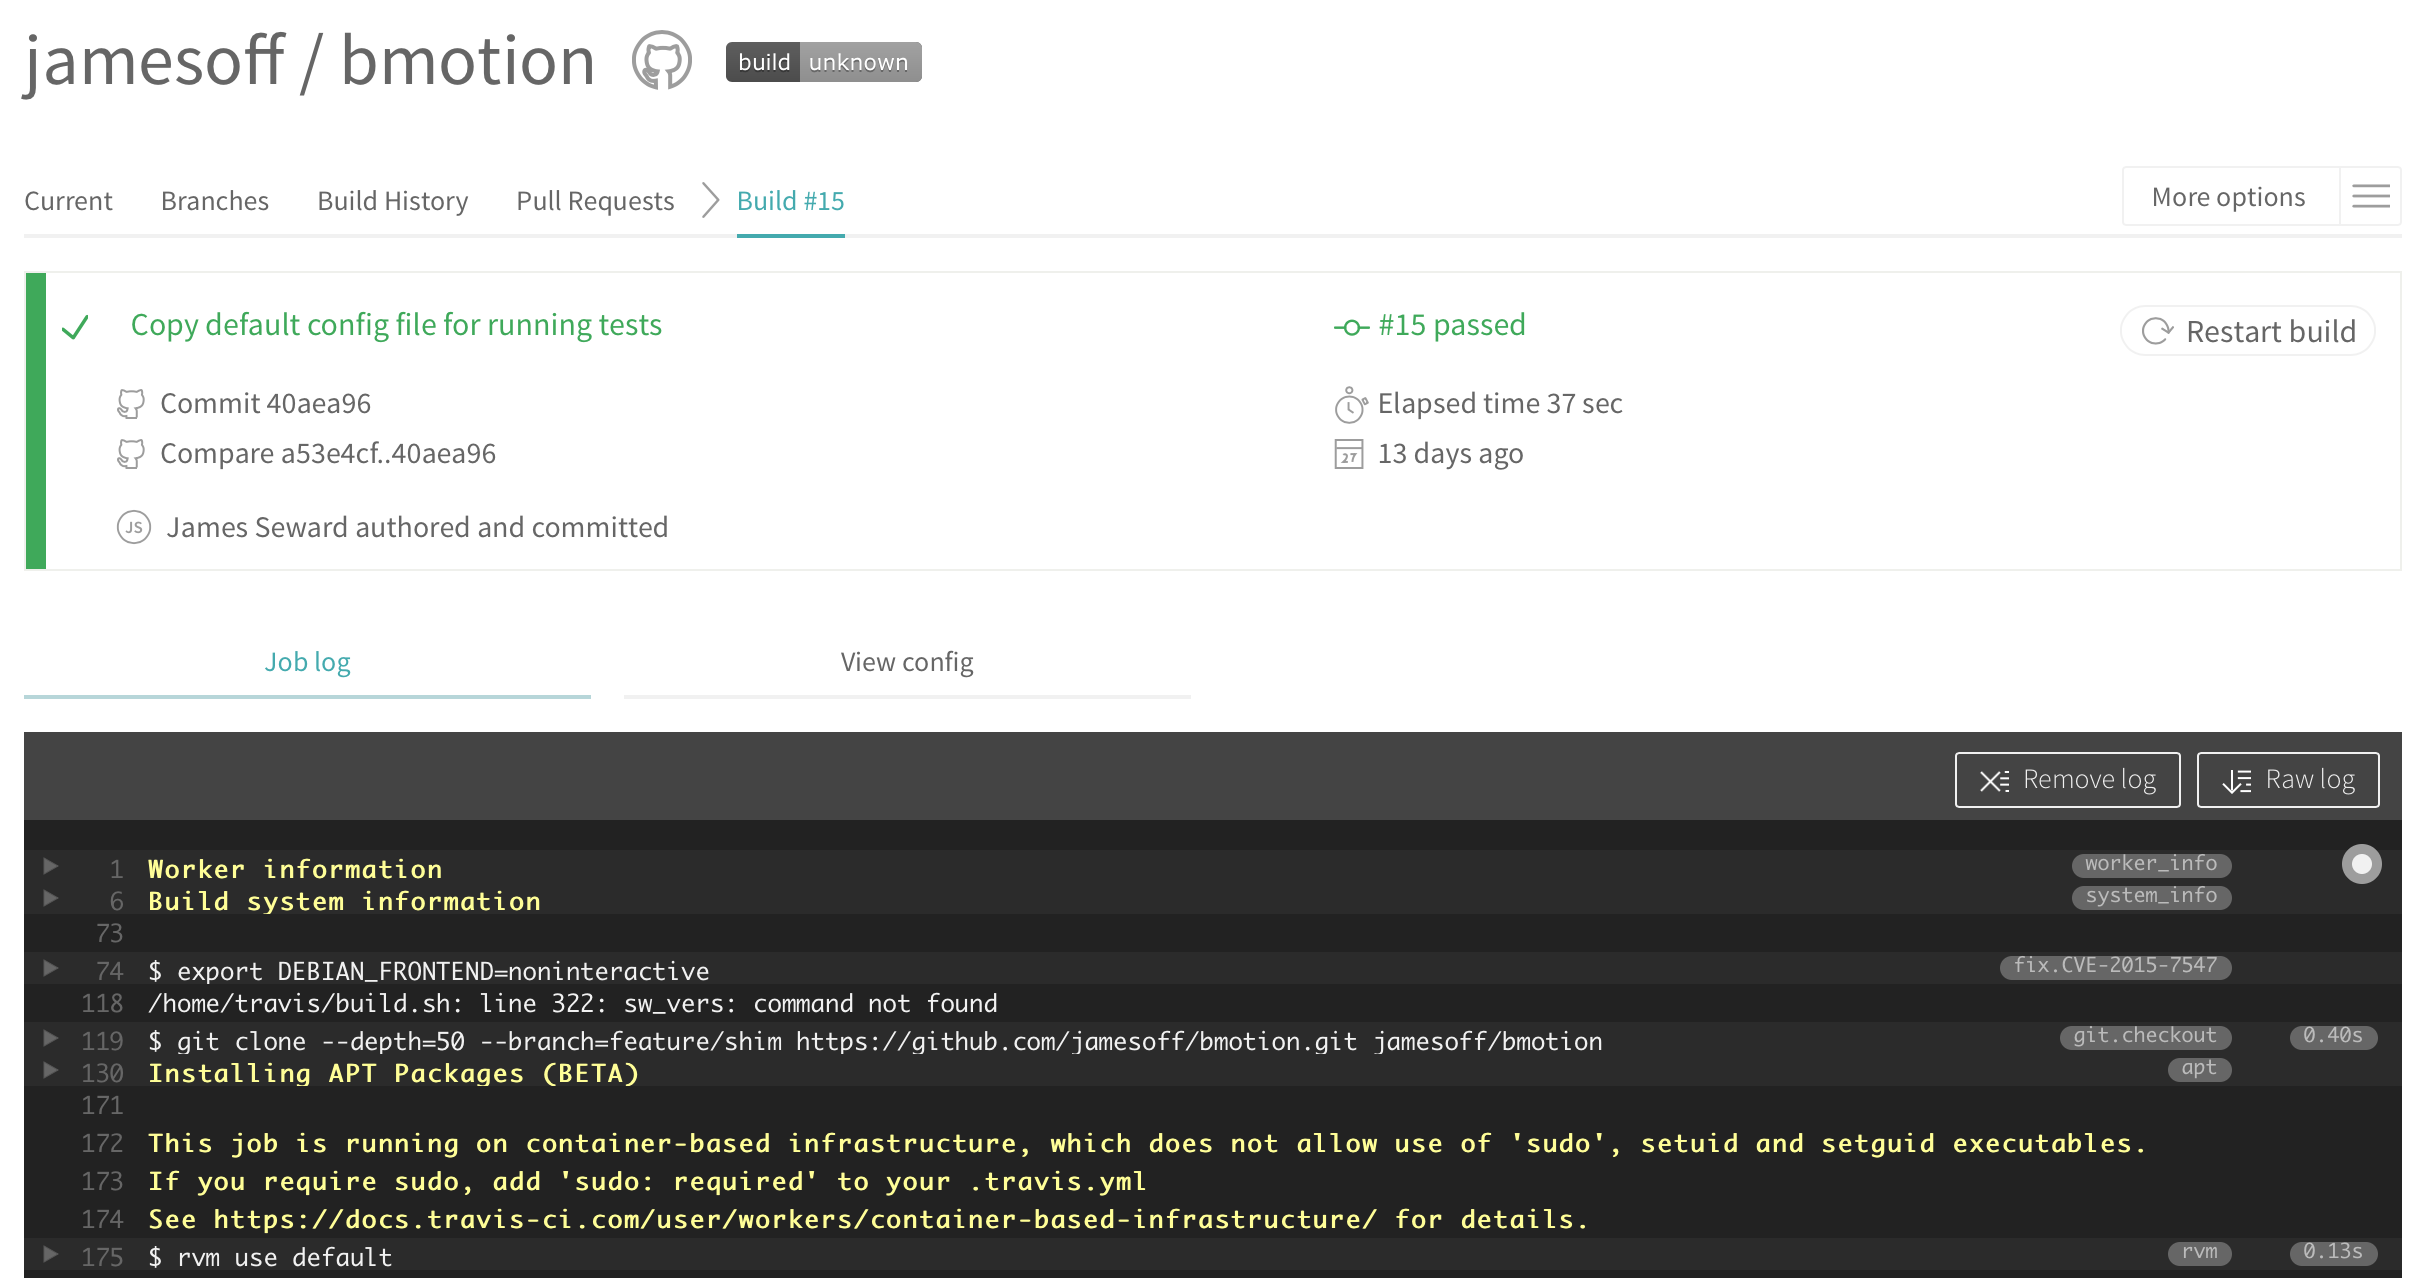 jamesoff / bmotion
build unknown
Current Branches Build History Pull Requests Build #15
More options
Copy default config file for running tests
#15 passed
Restart build
Commit 40aea96
Elapsed time 37 sec
Compare a53e4cf..40aea96
27 13 days ago
JS James Seward authored and committed
Job log View config
Remove log Raw log
1 Worker information worker_info
6 Build system information system_info
73
74 $ export DEBIAN_FRONTEND=noninteractive fix.CVE-2015-7547
118 /home/travis/build.sh: line 322: sw_vers: command not found
119 $ git clone --depth=50 --branch=feature/shim https://github.com/jamesoff/bmotion.git jamesoff/bmotion git.checkout 0.40s
130 Installing APT Packages (BETA) apt
171
172 This job is running on container-based infrastructure, which does not allow use of 'sudo', setuid and setguid executables.
173 If you require sudo, add 'sudo: required' to your .travis.yml
174 See https://docs.travis-ci.com/user/workers/container-based-infrastructure/ for details.
175 $ rvm use default rvm 0.13s